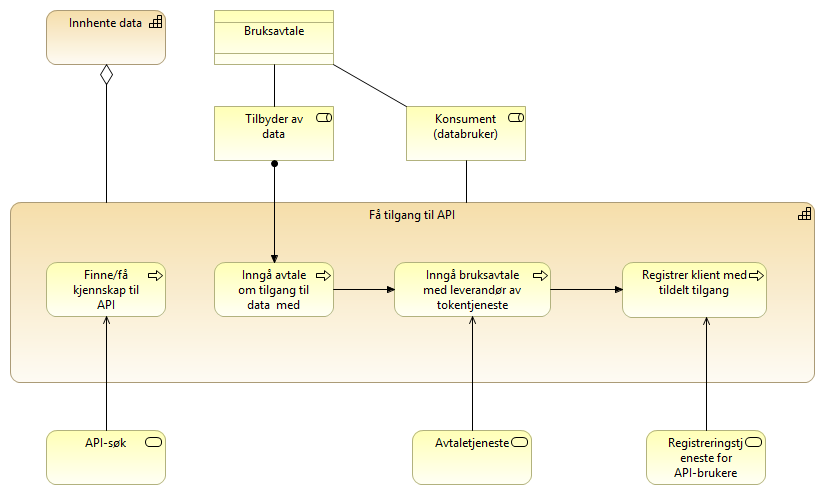 Innhente data
Bruksavtale
Tilbyder av
data
Konsument
(databruker)
Få tilgang til API
Finne/få
kjennskap til
API
Inngå avtale
om tilgang til
data  med
Inngå bruksavtale
med leverandør av
tokentjeneste
Registrer klient med
tildelt tilgang
API-søk
Avtaletjeneste
Registreringstj
eneste for
API-brukere